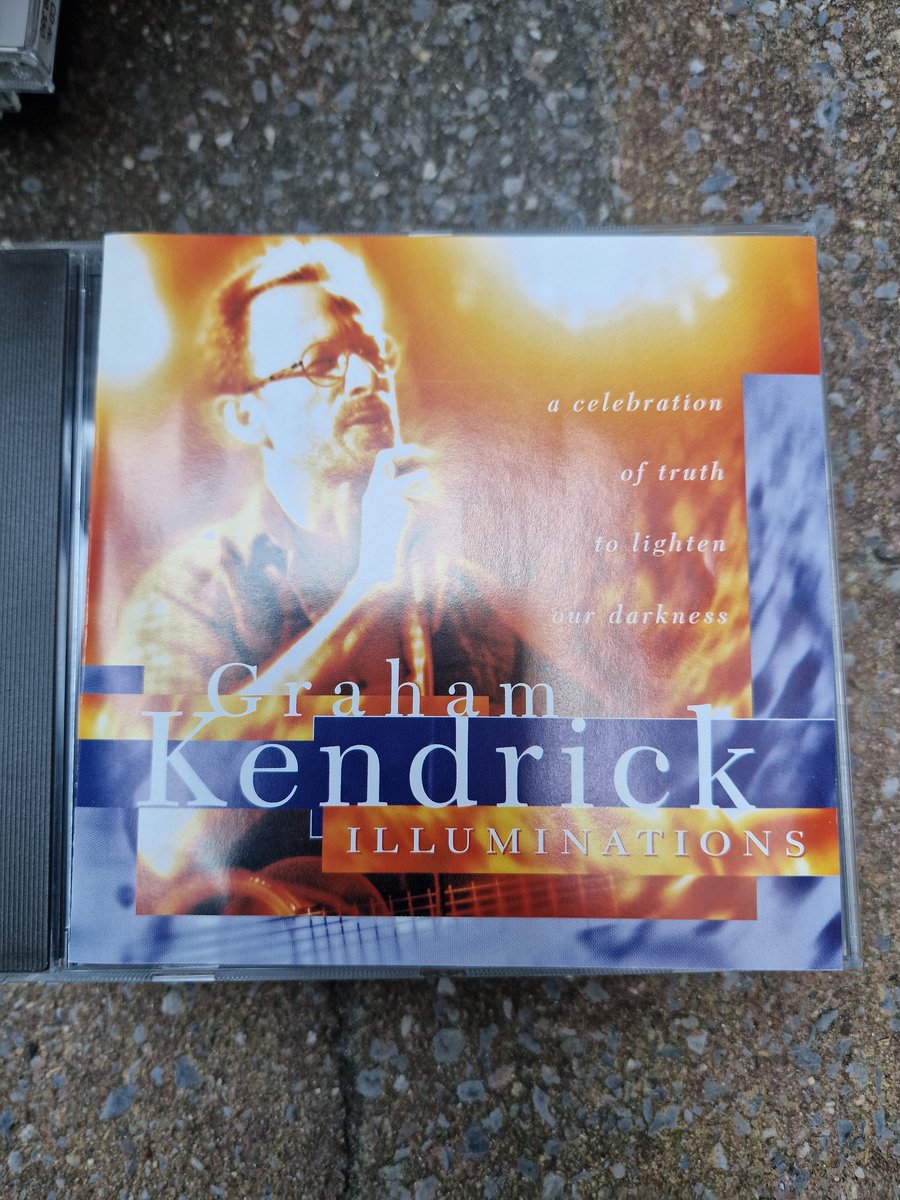 a celebration
of truth
to lighten
our darkness
Graham
Kendrick
ILLUMINATIONS